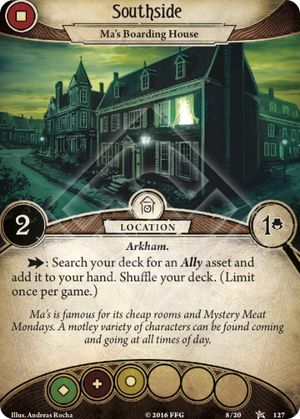 Southside
Ma's Boarding House
2
1
LOCATION
Arkham.
: Search your deck for an Ally asset and
add it to your hand. Shuffle your deck. (Limit
once per game.)
Ma's is famous for its cheap rooms and Mystery Meat
Mondays. A motley variety of characters can be found coming
and going at all times of day.
Illus. Andreas Rocha
© 2016 FFG
8/20
127